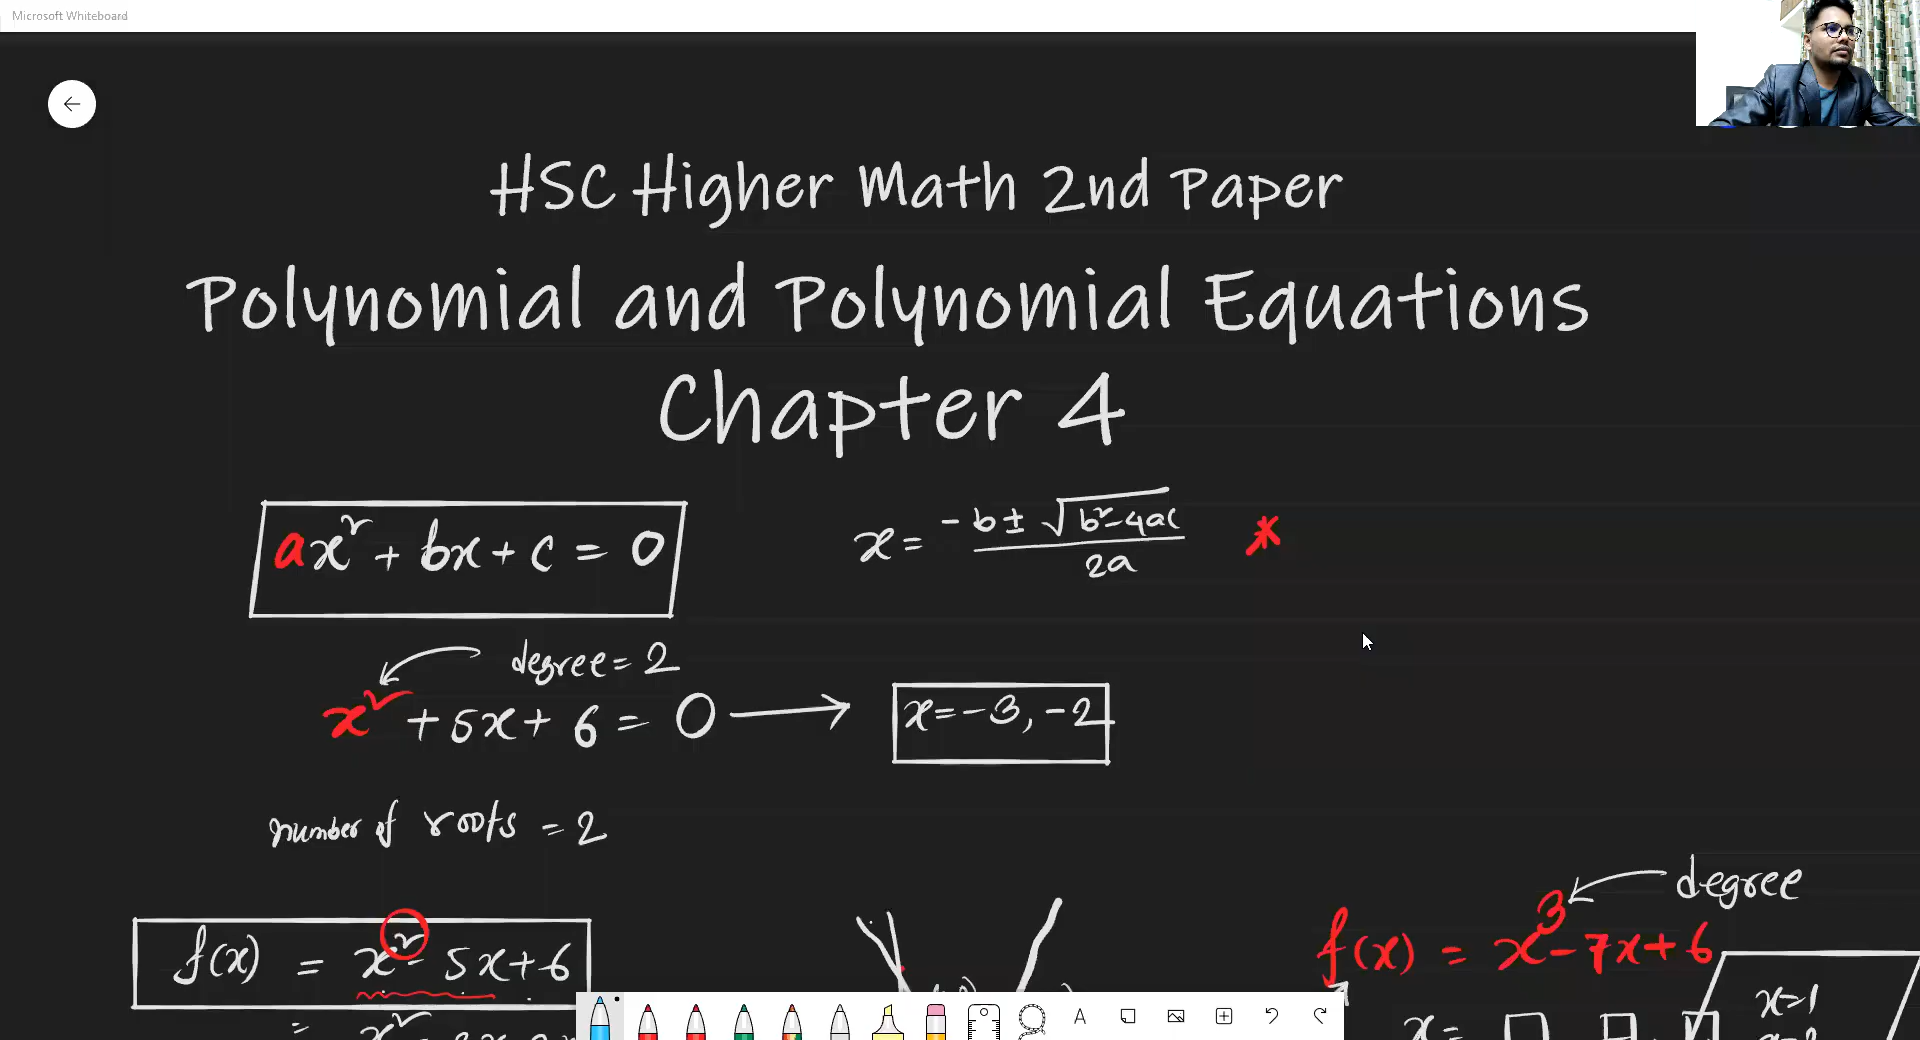 Microsoft Whiteboard
HSC Higher Math 2nd Paper
Polynomial and Polynomial Equations
Chapter 4
ax² + bx + c = 0
x = (-b ± √(b²-4ac))/2a *
degree = 2
x² + 5x + 6 = 0 → x = -3, -2
number of roots = 2
degree
f(x) = x² - 5x + 6
f(x) = x³ - 7x + 6
x=1
A